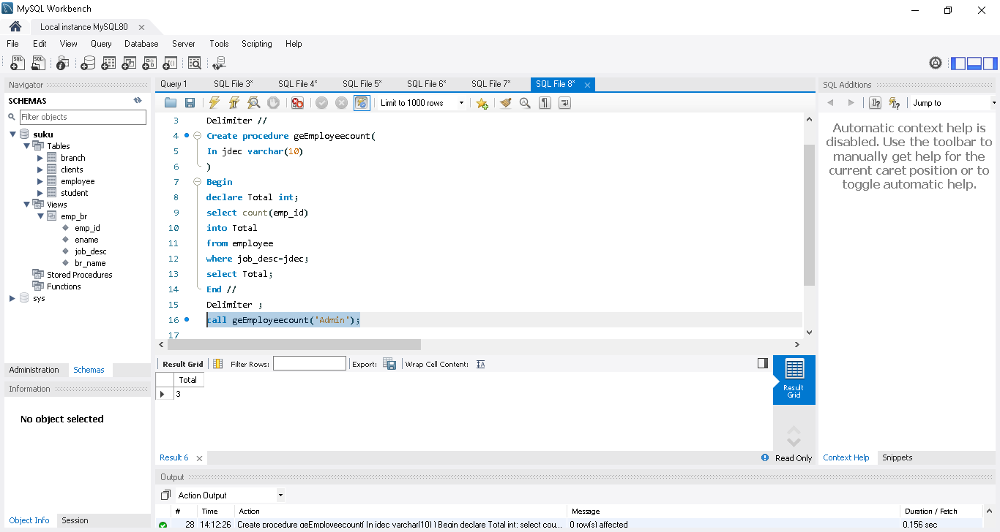 MySQL Workbench
Local instance MySQL80
File Edit View Query Database Server Tools Scripting Help
Navigator
SCHEMAS
Filter objects
suku
Tables
branch
clients
employee
student
Views
emp_br
emp_id
ename
job_desc
br_name
Stored Procedures
Functions
sys
Administration Schemas
Information
No object selected
Object Info Session
Query 1 SQL File 3* SQL File 4* SQL File 5* SQL File 6* SQL File 7* SQL File 8*
Limit to 1000 rows
3 Delimiter //
4 Create procedure geEmployeecount(
5 In jdec varchar(10)
6 )
7 Begin
8 declare Total int;
9 select count(emp_id)
10 into Total
11 from employee
12 where job_desc=jdec;
13 select Total;
14 End //
15 Delimiter ;
16 call geEmployeecount('Admin');
17
Result Grid Filter Rows: Export: Wrap Cell Content:
Total
3
Result
Grid
Result 6
Read Only
Output
Action Output
# Time Action Message Duration / Fetch
28 14:12:26 Create procedure geEmployeecount( In jdec varchar(10) ) Begin declare Total int; select cou... 0 row(s) affected 0.156 sec
SQL Additions
Jump to
Automatic context help is
disabled. Use the toolbar to
manually get help for the
current caret position or to
toggle automatic help.
Context Help Snippets